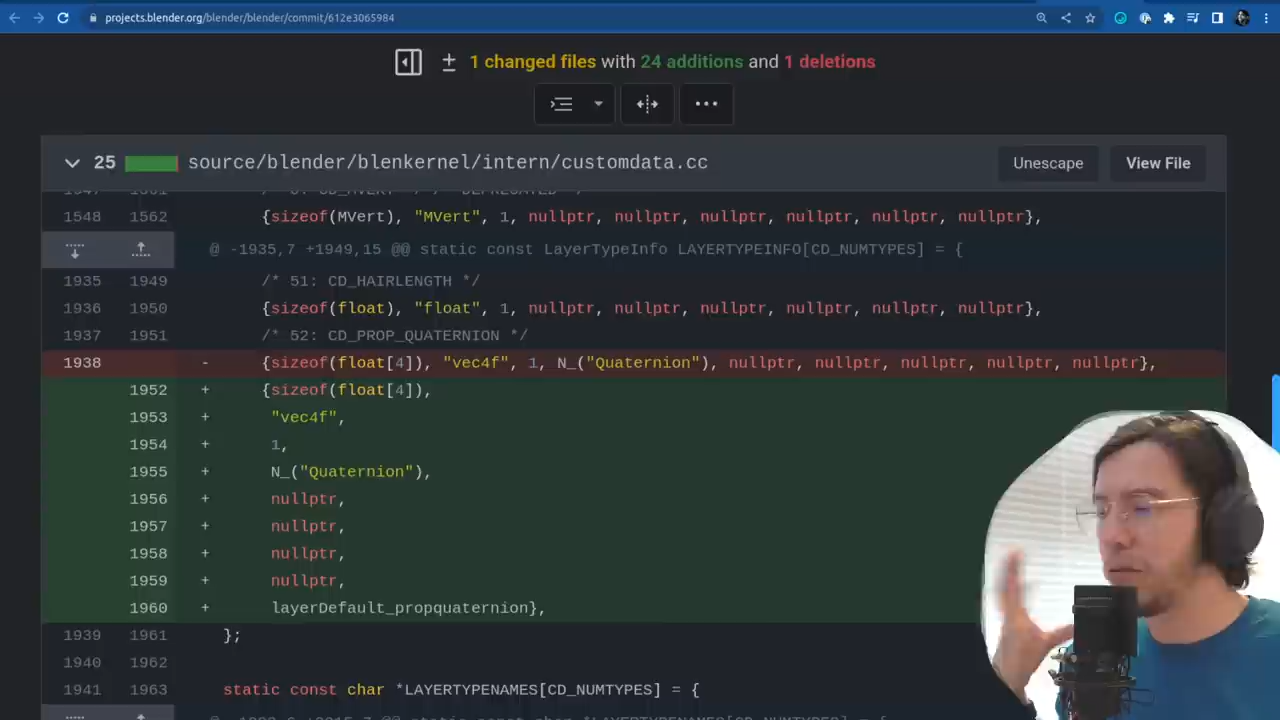 projects.blender.org/blender/blender/commit/612e3065984
± 1 changed files with 24 additions and 1 deletions
25 source/blender/blenkernel/intern/customdata.cc Unescape View File
1548 1562 {sizeof(MVert), "MVert", 1, nullptr, nullptr, nullptr, nullptr, nullptr, nullptr},
@ -1935,7 +1949,15 @@ static const LayerTypeInfo LAYERTYPEINFO[CD_NUMTYPES] = {
1935 1949 /* 51: CD_HAIRLENGTH */
1936 1950 {sizeof(float), "float", 1, nullptr, nullptr, nullptr, nullptr, nullptr, nullptr},
1937 1951 /* 52: CD_PROP_QUATERNION */
1938 - {sizeof(float[4]), "vec4f", 1, N_("Quaternion"), nullptr, nullptr, nullptr, nullptr, nullptr},
1952 + {sizeof(float[4]),
1953 + "vec4f",
1954 + 1,
1955 + N_("Quaternion"),
1956 + nullptr,
1957 + nullptr,
1958 + nullptr,
1959 + nullptr,
1960 + layerDefault_propquaternion},
1939 1961 };
1940 1962
1941 1963 static const char *LAYERTYPENAMES[CD_NUMTYPES] = {